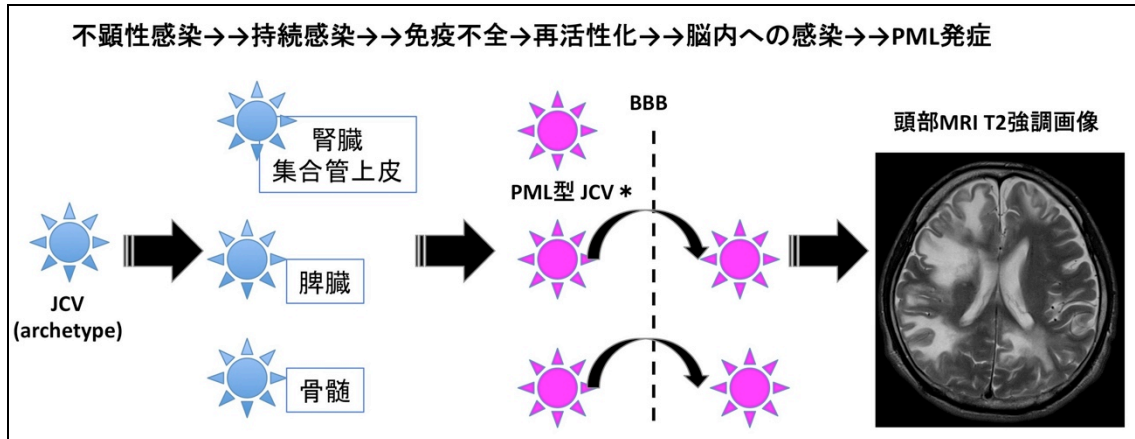 不顕性感染→→持続感染→→免疫不全→再活性化→→脳内への感染→→PML発症
BBB
頭部MRI T2強調画像
腎臓
集合管上皮
PML型 JCV＊
脾臓
JCV
(archetype)
骨髄